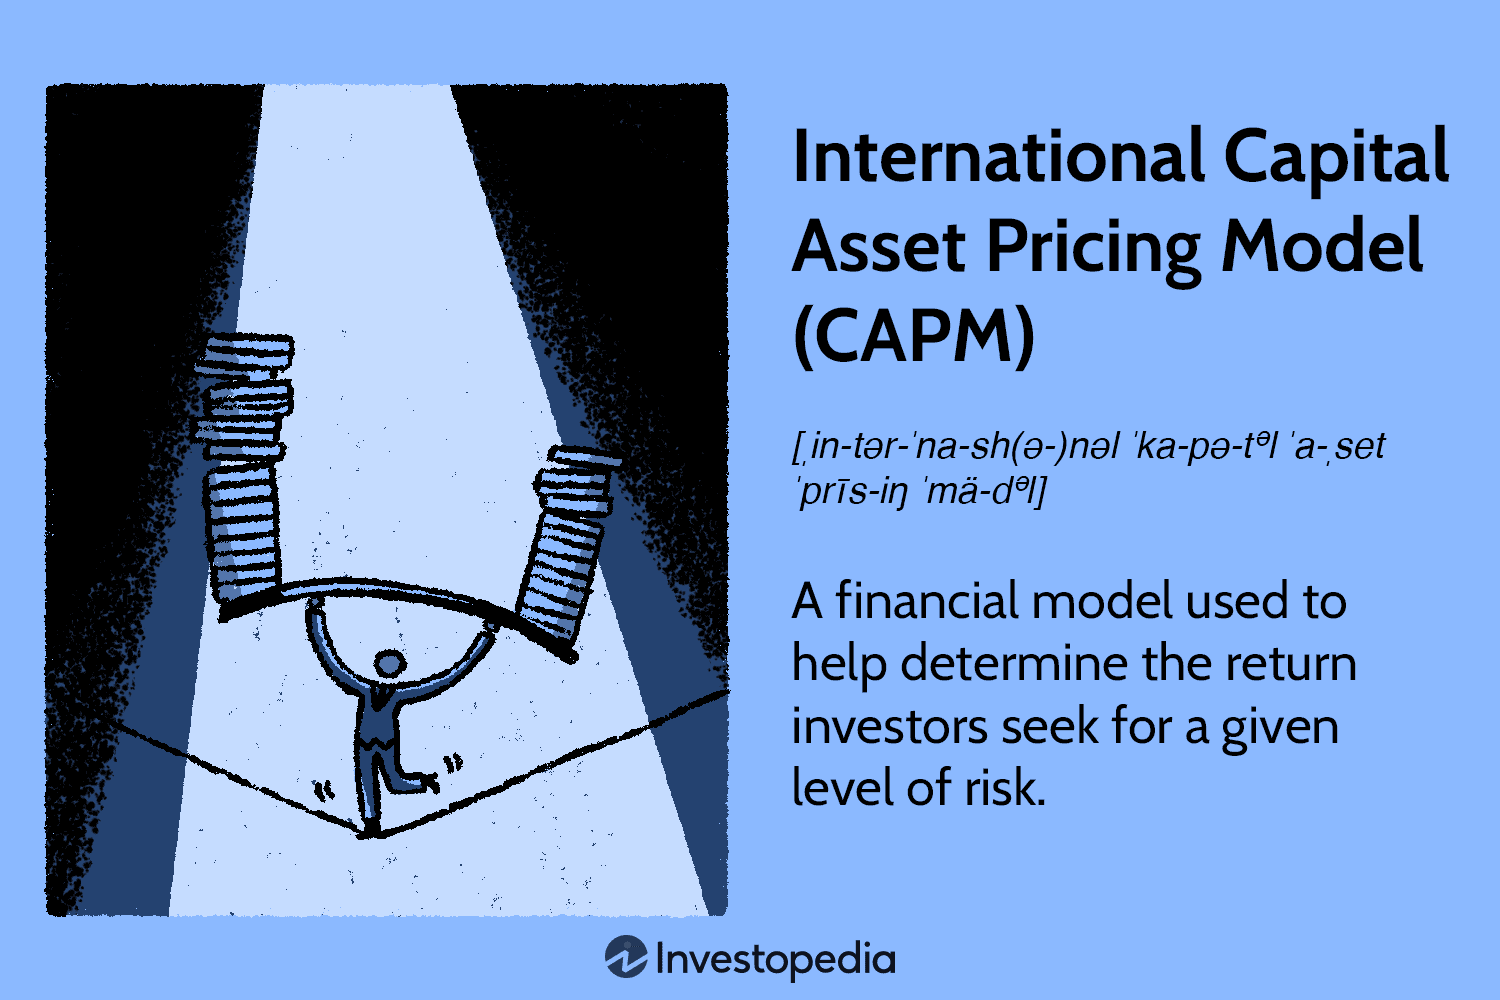 International Capital
Asset Pricing Model
(CAPM)
[ˌin-tər-ˈna-sh(ə-)nəl ˈka-pə-tᵊl ˈa-ˌset
ˈprīs-iŋ ˈmä-dᵊl]
A financial model used to
help determine the return
investors seek for a given
level of risk.
Investopedia